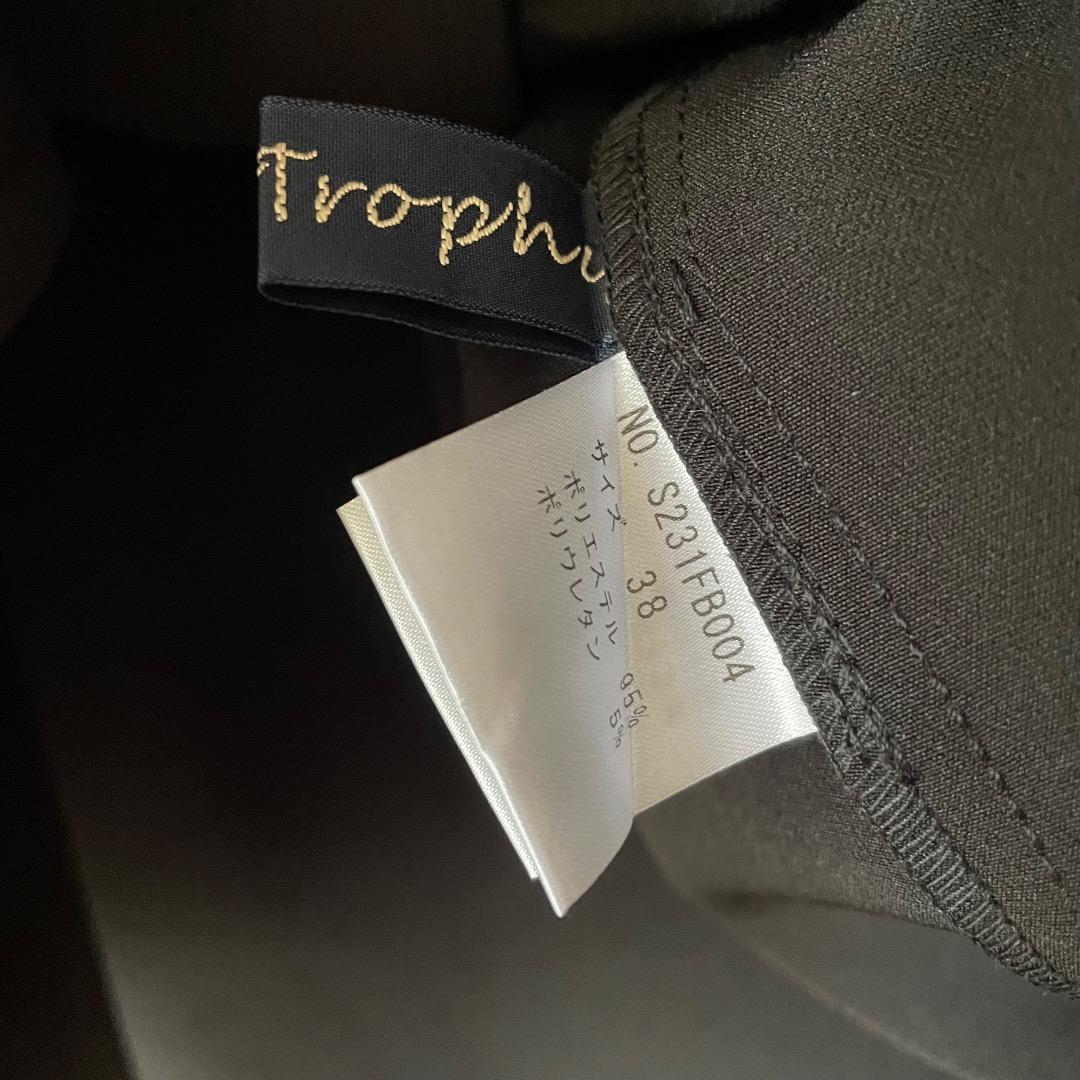 Troph
NO. S231FB004
サイズ 38
ポリエステル 95%
ポリウレタン 5%